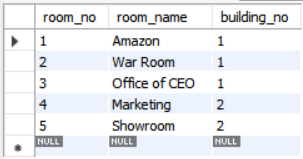 room_no room_name building_no
1 Amazon 1
2 War Room 1
3 Office of CEO 1
4 Marketing 2
5 Showroom 2
NULL NULL NULL